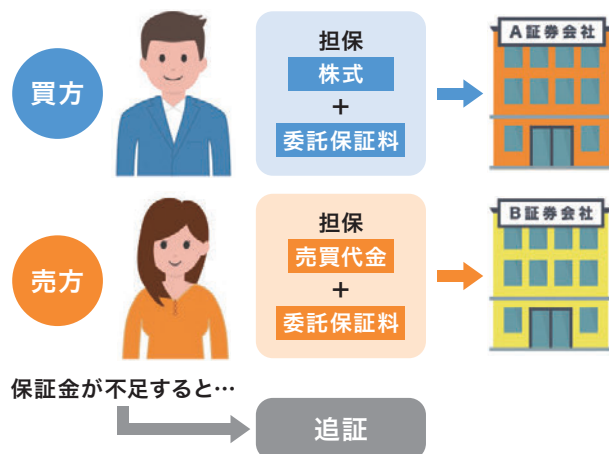 買方
担保
株式
+
委託保証料
A証券会社
売方
担保
売買代金
+
委託保証料
B証券会社
保証金が不足すると…
追証